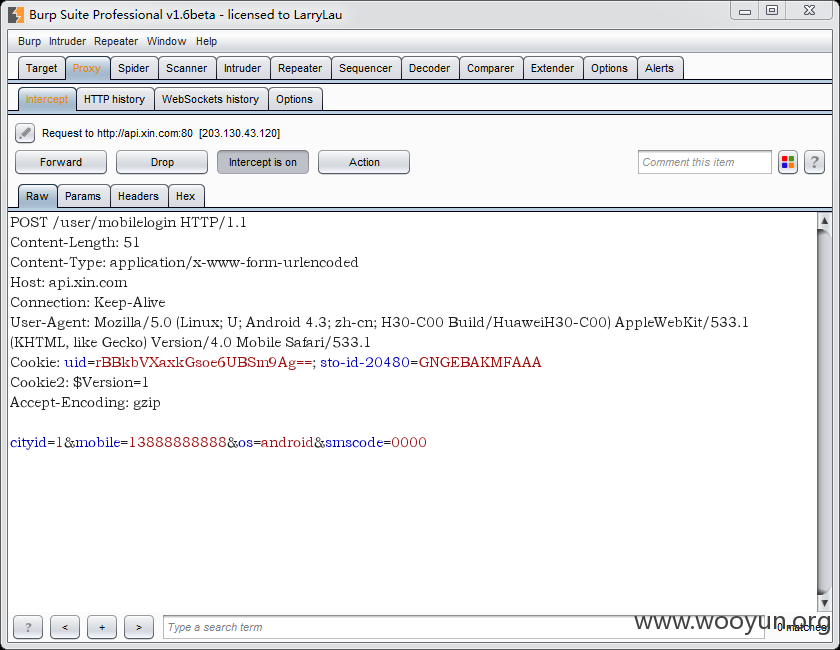 Burp Suite Professional v1.6beta - licensed to LarryLau
Burp Intruder Repeater Window Help
Target Proxy Spider Scanner Intruder Repeater Sequencer Decoder Comparer Extender Options Alerts
Intercept HTTP history WebSockets history Options
Request to http://api.xin.com:80 [203.130.43.120]
Forward Drop Intercept is on Action Comment this item ?
Raw Params Headers Hex
POST /user/mobilelogin HTTP/1.1
Content-Length: 51
Content-Type: application/x-www-form-urlencoded
Host: api.xin.com
Connection: Keep-Alive
User-Agent: Mozilla/5.0 (Linux; U; Android 4.3; zh-cn; H30-C00 Build/HuaweiH30-C00) AppleWebKit/533.1
(KHTML, like Gecko) Version/4.0 Mobile Safari/533.1
Cookie: uid=rBBkbVXaxkGsoe6UBSm9Ag==; sto-id-20480=GNGEBAKMFAAA
Cookie2: $Version=1
Accept-Encoding: gzip
cityid=1&mobile=13888888888&os=android&smscode=0000
? < + > Type a search term 0 matches
www.wooyun.org